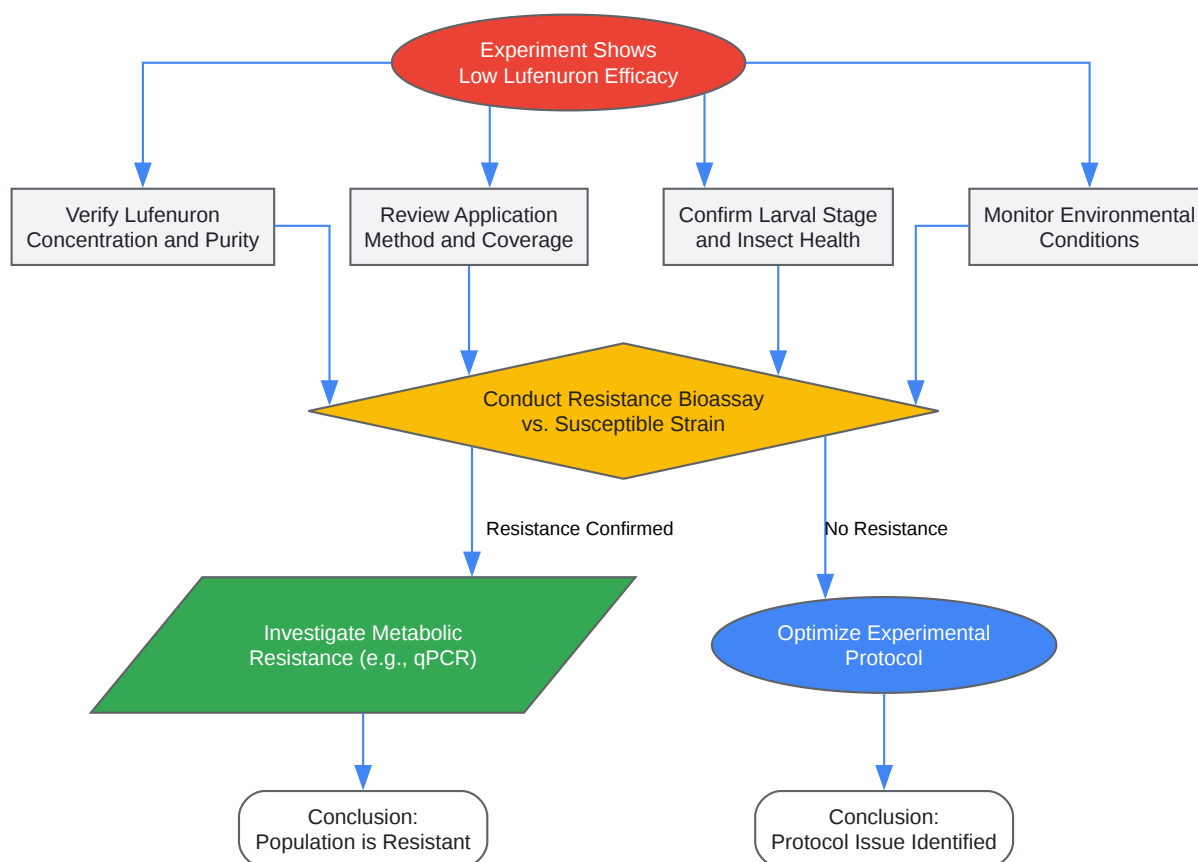 Experiment Shows
Low Lufenuron Efficacy
Verify Lufenuron
Concentration and Purity
Review Application
Method and Coverage
Confirm Larval Stage
and Insect Health
Monitor Environmental
Conditions
Conduct Resistance Bioassay
vs. Susceptible Strain
Resistance Confirmed
No Resistance
Investigate Metabolic
Resistance (e.g., qPCR)
Optimize Experimental
Protocol
Conclusion:
Population is Resistant
Conclusion:
Protocol Issue Identified